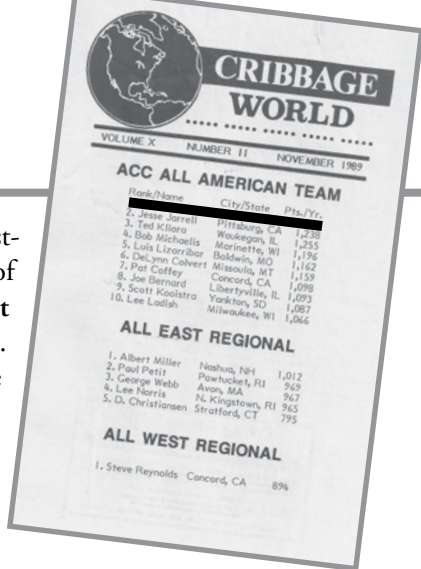 CRIBBAGE
WORLD
VOLUME X NUMBER 11 NOVEMBER 1989
ACC ALL AMERICAN TEAM
Rank/Name City/State Pts./Yr.
2. Jesse Jarrell Pittsburg, CA 1,238
3. Ted Kliora Waukegan, IL 1,255
4. Bob Michaelis Marinette, WI 1,196
5. Luis Lizarribar Baldwin, MO 1,162
6. DeLynn Colvert Missoula, MT 1,159
7. Pat Coffey Concord, CA 1,098
8. Joe Bernard Libertyville, IL 1,093
9. Scott Kooistra Yankton, SD 1,087
10. Lee Ladish Milwaukee, WI 1,066
ALL EAST REGIONAL
1. Albert Miller Nashua, NH 1,012
2. Paul Petit Pawtucket, RI 969
3. George Webb Avon, MA 967
4. Lee Norris N. Kingstown, RI 965
5. D. Christiansen Stratford, CT 795
ALL WEST REGIONAL
1. Steve Reynolds Concord, CA 894
st-
of
t
.